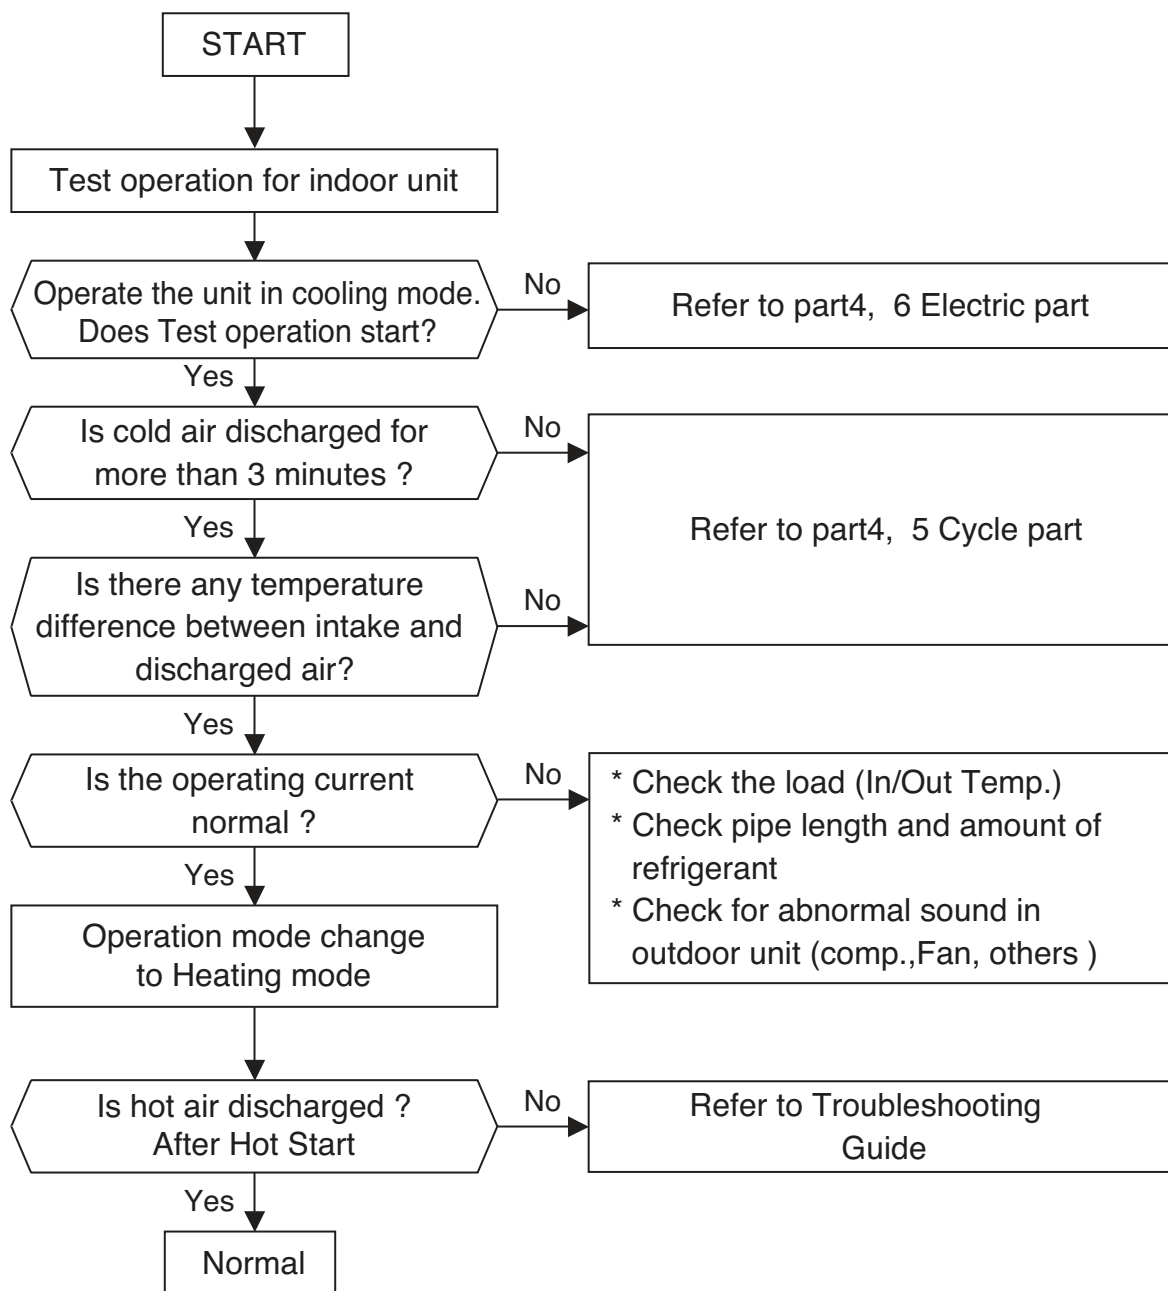 START
Test operation for indoor unit
Operate the unit in cooling mode.
Does Test operation start?
No
Refer to part4, 6 Electric part
Yes
Is cold air discharged for
more than 3 minutes ?
No
Refer to part4, 5 Cycle part
Yes
Is there any temperature
difference between intake and
discharged air?
No
Yes
Is the operating current
normal ?
No
* Check the load (In/Out Temp.)
* Check pipe length and amount of
refrigerant
* Check for abnormal sound in
outdoor unit (comp.,Fan, others )
Yes
Operation mode change
to Heating mode
Is hot air discharged ?
After Hot Start
No
Refer to Troubleshooting
Guide
Yes
Normal